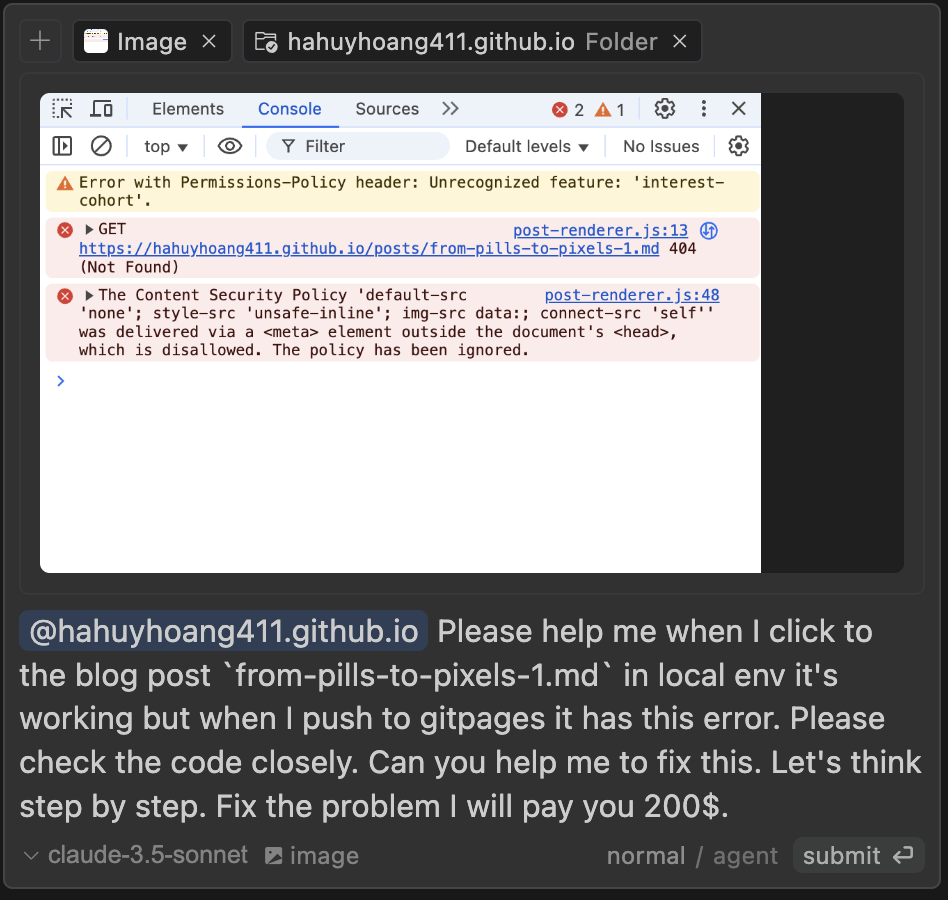 Image
hahuyhoang411.github.io Folder
Elements Console Sources 2 1
top Filter Default levels No Issues
Error with Permissions-Policy header: Unrecognized feature: 'interest-
cohort'.
GET post-renderer.js:13
https://hahuyhoang411.github.io/posts/from-pills-to-pixels-1.md 404
(Not Found)
The Content Security Policy 'default-src post-renderer.js:48
'none'; style-src 'unsafe-inline'; img-src data:; connect-src 'self''
was delivered via a <meta> element outside the document's <head>,
which is disallowed. The policy has been ignored.
@hahuyhoang411.github.io Please help me when I click to
the blog post `from-pills-to-pixels-1.md` in local env it's
working but when I push to gitpages it has this error. Please
check the code closely. Can you help me to fix this. Let's think
step by step. Fix the problem I will pay you 200$.
claude-3.5-sonnet image normal / agent submit